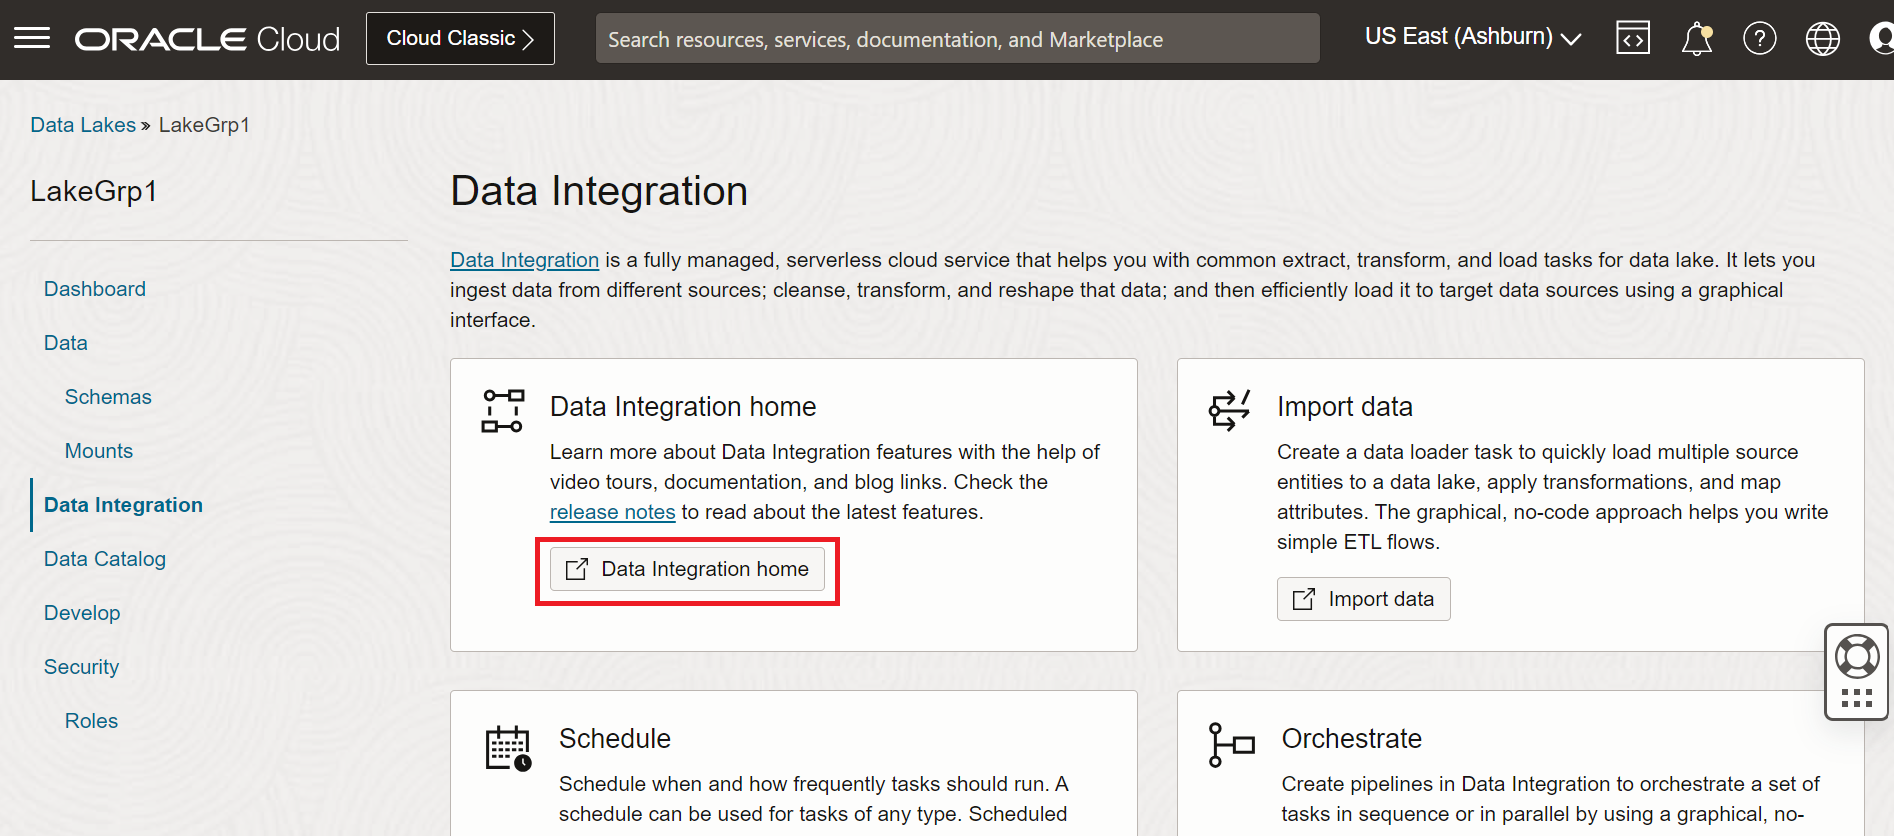 ORACLE Cloud
Cloud Classic
Search resources, services, documentation, and Marketplace
US East (Ashburn)
Data Lakes » LakeGrp1
LakeGrp1
Dashboard
Data
Schemas
Mounts
Data Integration
Data Catalog
Develop
Security
Roles
Data Integration
Data Integration is a fully managed, serverless cloud service that helps you with common extract, transform, and load tasks for data lake. It lets you
ingest data from different sources; cleanse, transform, and reshape that data; and then efficiently load it to target data sources using a graphical
interface.
Data Integration home
Learn more about Data Integration features with the help of
video tours, documentation, and blog links. Check the
release notes to read about the latest features.
Data Integration home
Import data
Create a data loader task to quickly load multiple source
entities to a data lake, apply transformations, and map
attributes. The graphical, no-code approach helps you write
simple ETL flows.
Import data
Schedule
Schedule when and how frequently tasks should run. A
schedule can be used for tasks of any type. Scheduled
Orchestrate
Create pipelines in Data Integration to orchestrate a set of
tasks in sequence or in parallel by using a graphical, no-